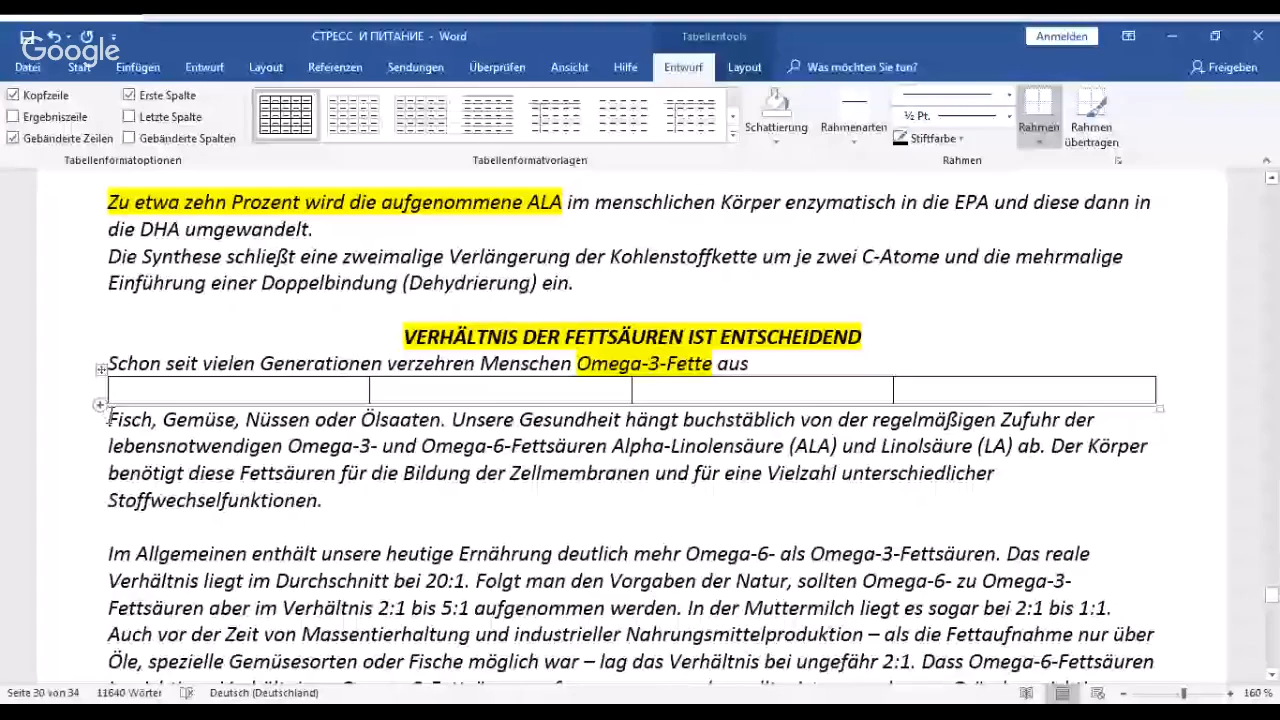 СТРЕСС И ПИТАНИЕ - Word
Tabellentools
Anmelden
Google
Datei
Start
Einfügen
Entwurf
Layout
Referenzen
Sendungen
Überprüfen
Ansicht
Hilfe
Entwurf
Layout
Was möchten Sie tun?
Freigeben
Kopfzeile
Erste Spalte
Ergebniszeile
Letzte Spalte
Gebänderte Zeilen
Gebänderte Spalten
Tabellenformatoptionen
Tabellenformatvorlagen
Schattierung
Rahmenarten
½ Pt.
Stiftfarbe
Rahmen
Rahmen übertragen
Rahmen
Zu etwa zehn Prozent wird die aufgenommene ALA im menschlichen Körper enzymatisch in die EPA und diese dann in
die DHA umgewandelt.
Die Synthese schließt eine zweimalige Verlängerung der Kohlenstoffkette um je zwei C-Atome und die mehrmalige
Einführung einer Doppelbindung (Dehydrierung) ein.
VERHÄLTNIS DER FETTSÄUREN IST ENTSCHEIDEND
Schon seit vielen Generationen verzehren Menschen Omega-3-Fette aus
Fisch, Gemüse, Nüssen oder Ölsaaten. Unsere Gesundheit hängt buchstäblich von der regelmäßigen Zufuhr der
lebensnotwendigen Omega-3- und Omega-6-Fettsäuren Alpha-Linolensäure (ALA) und Linolsäure (LA) ab. Der Körper
benötigt diese Fettsäuren für die Bildung der Zellmembranen und für eine Vielzahl unterschiedlicher
Stoffwechselfunktionen.
Im Allgemeinen enthält unsere heutige Ernährung deutlich mehr Omega-6- als Omega-3-Fettsäuren. Das reale
Verhältnis liegt im Durchschnitt bei 20:1. Folgt man den Vorgaben der Natur, sollten Omega-6- zu Omega-3-
Fettsäuren aber im Verhältnis 2:1 bis 5:1 aufgenommen werden. In der Muttermilch liegt es sogar bei 2:1 bis 1:1.
Auch vor der Zeit von Massentierhaltung und industrieller Nahrungsmittelproduktion – als die Fettaufnahme nur über
Öle, spezielle Gemüsesorten oder Fische möglich war – lag das Verhältnis bei ungefähr 2:1. Dass Omega-6-Fettsäuren
Seite 30 von 34
11640 Wörter
Deutsch (Deutschland)
160 %